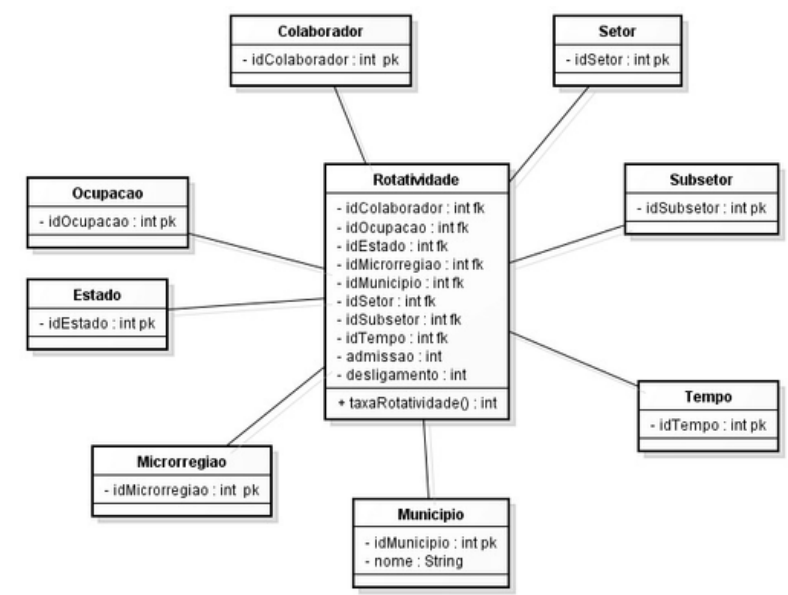 Colaborador
- idColaborador : int pk
Setor
- idSetor : int pk
Ocupacao
- idOcupacao : int pk
Rotatividade
- idColaborador : int fk
- idOcupacao : int fk
- idEstado : int fk
- idMicrorregiao : int fk
- idMunicipio : int fk
- idSetor : int fk
- idSubsetor : int fk
- idTempo : int fk
- admissao : int
- desligamento : int
+ taxaRotatividade() : int
Subsetor
- idSubsetor : int pk
Estado
- idEstado : int pk
Tempo
- idTempo : int pk
Microrregiao
- idMicrorregiao : int pk
Municipio
- idMunicipio : int pk
- nome : String